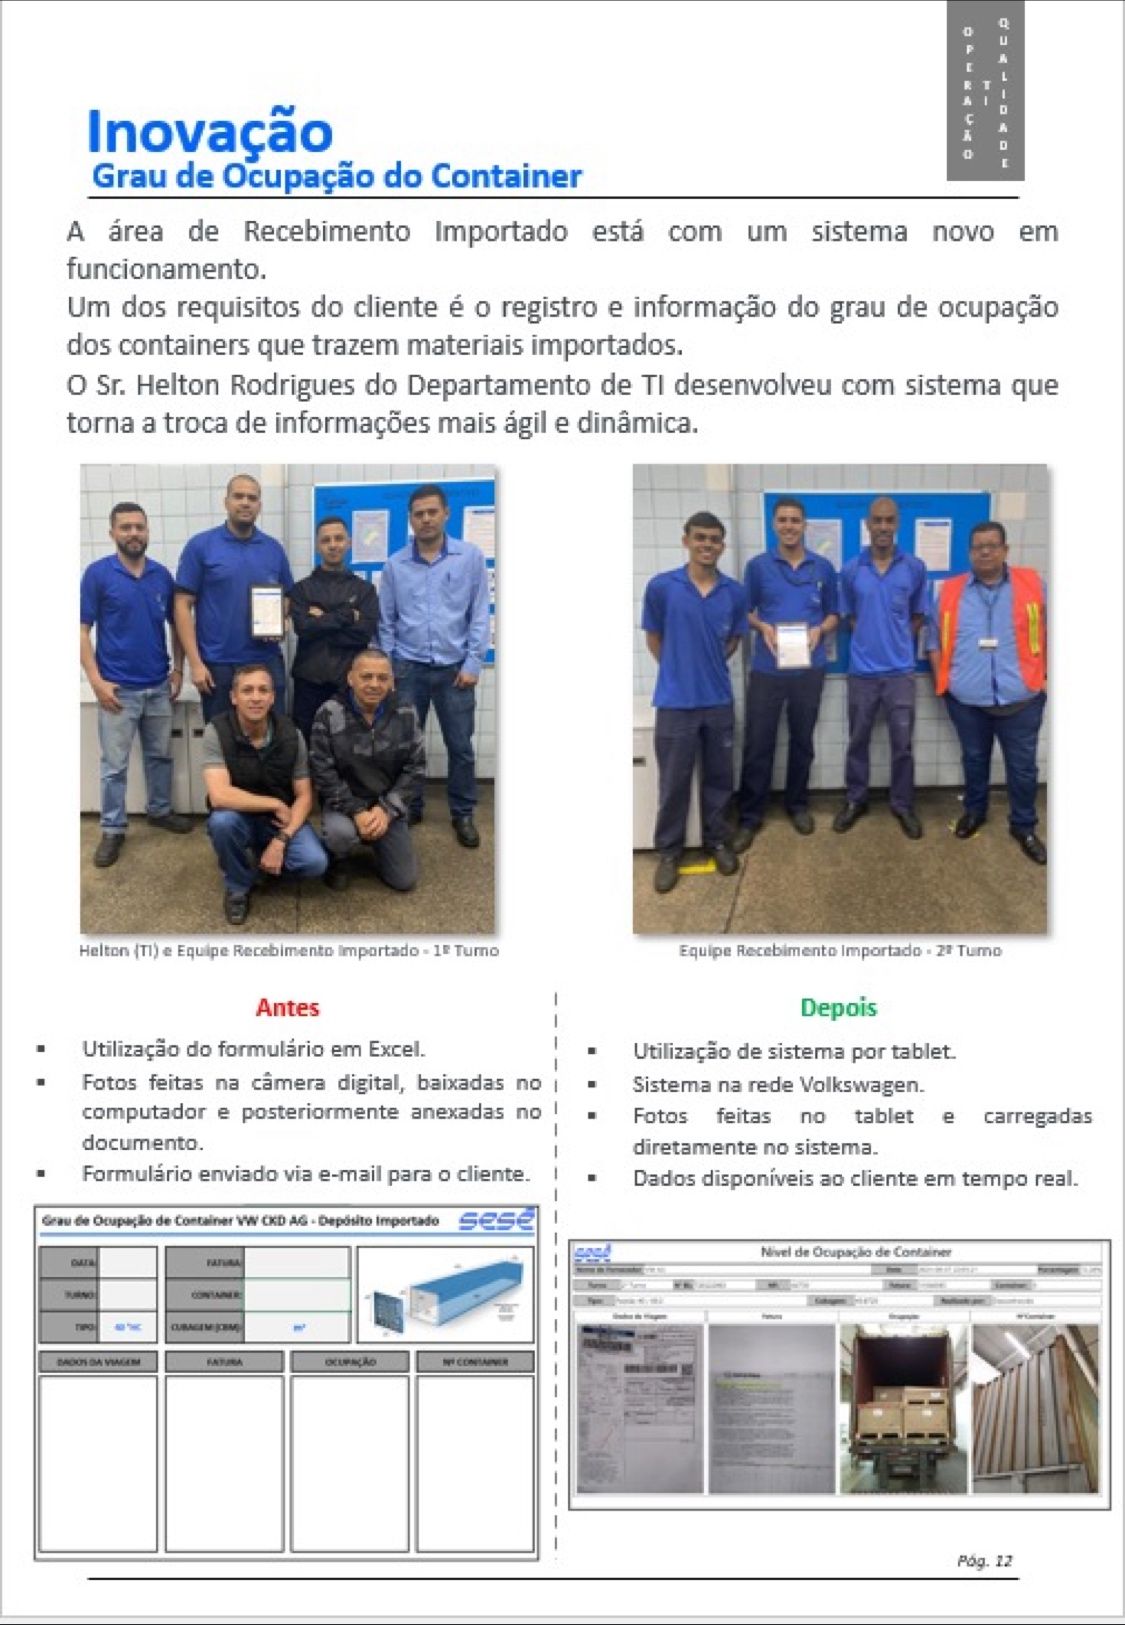 OPERAÇÃO
TI
QUALIDADE
Inovação
Grau de Ocupação do Container
A área de Recebimento Importado está com um sistema novo em
funcionamento.
Um dos requisitos do cliente é o registro e informação do grau de ocupação
dos containers que trazem materiais importados.
O Sr. Helton Rodrigues do Departamento de TI desenvolveu com sistema que
torna a troca de informações mais ágil e dinâmica.
Helton (TI) e Equipe Recebimento Importado - 1º Turno
Equipe Recebimento Importado - 2º Turno
Antes
▪ Utilização do formulário em Excel.
▪ Fotos feitas na câmera digital, baixadas no
computador e posteriormente anexadas no
documento.
▪ Formulário enviado via e-mail para o cliente.
Grau de Ocupação de Container VW CKD AG - Depósito Importado
sesé
DATA:
FATURA:
TURNO:
CONTAINER:
TIPO:
40 "HC
CUBAGEM (CBM):
m³
DADOS DA VIAGEM
FATURA
OCUPAÇÃO
Nº CONTAINER
Depois
▪ Utilização de sistema por tablet.
▪ Sistema na rede Volkswagen.
▪ Fotos feitas no tablet e carregadas
diretamente no sistema.
▪ Dados disponíveis ao cliente em tempo real.
sesé
Nível de Ocupação de Container
Dados da Viagem
Fatura
Ocupação
Nº Container
Pág. 12